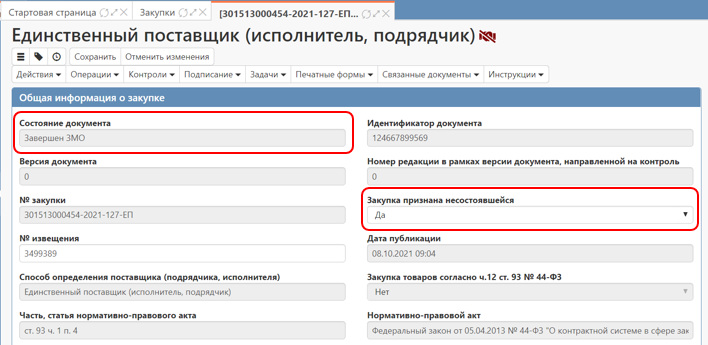 Стартовая страница Закупки [301513000454-2021-127-ЕП...
Единственный поставщик (исполнитель, подрядчик)
Сохранить Отменить изменения
Действия Операции Контроли Подписание Задачи Печатные формы Связанные документы Инструкции
Общая информация о закупке
Состояние документа Идентификатор документа
Завершен ЗМО 124667899569
Версия документа Номер редакции в рамках версии документа, направленной на контроль
0 0
№ закупки Закупка признана несостоявшейся
301513000454-2021-127-ЕП Да
№ извещения Дата публикации
3499389 08.10.2021 09:04
Способ определения поставщика (подрядчика, исполнителя) Закупка товаров согласно ч.12 ст. 93 № 44-ФЗ
Единственный поставщик (исполнитель, подрядчик) Нет
Часть, статья нормативно-правового акта Нормативно-правовой акт
ст. 93 ч. 1 п. 4 Федеральный закон от 05.04.2013 № 44-ФЗ "О контрактной системе в сфере зак